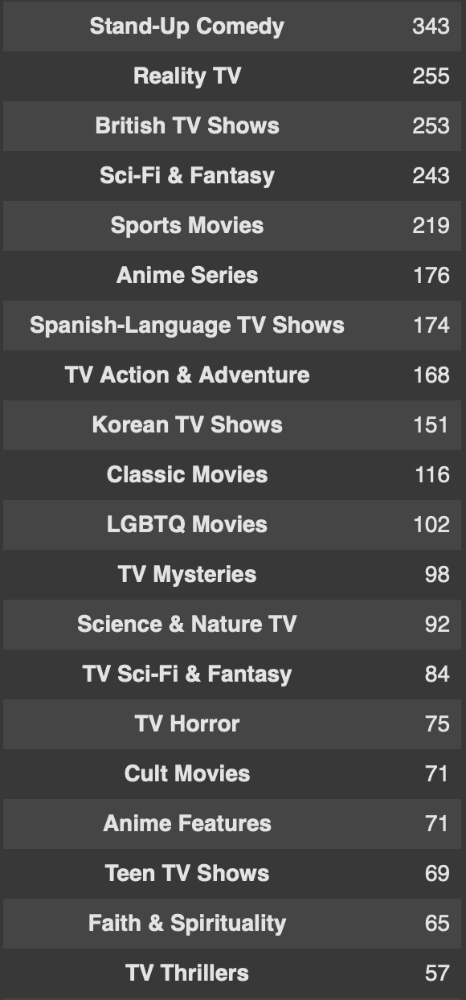 Stand-Up Comedy 343
Reality TV 255
British TV Shows 253
Sci-Fi & Fantasy 243
Sports Movies 219
Anime Series 176
Spanish-Language TV Shows 174
TV Action & Adventure 168
Korean TV Shows 151
Classic Movies 116
LGBTQ Movies 102
TV Mysteries 98
Science & Nature TV 92
TV Sci-Fi & Fantasy 84
TV Horror 75
Cult Movies 71
Anime Features 71
Teen TV Shows 69
Faith & Spirituality 65
TV Thrillers 57